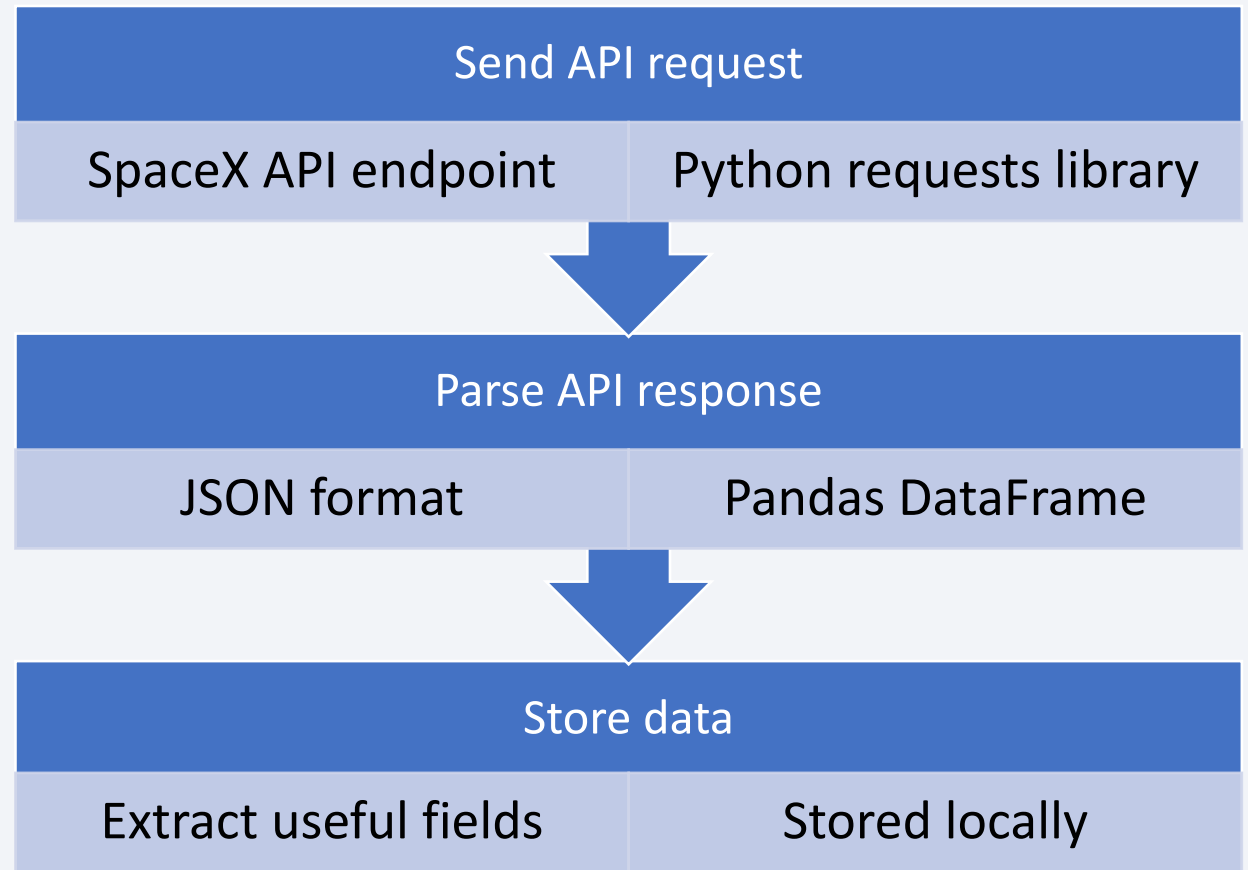 Send API request
SpaceX API endpoint
Python requests library
Parse API response
JSON format
Pandas DataFrame
Store data
Extract useful fields
Stored locally